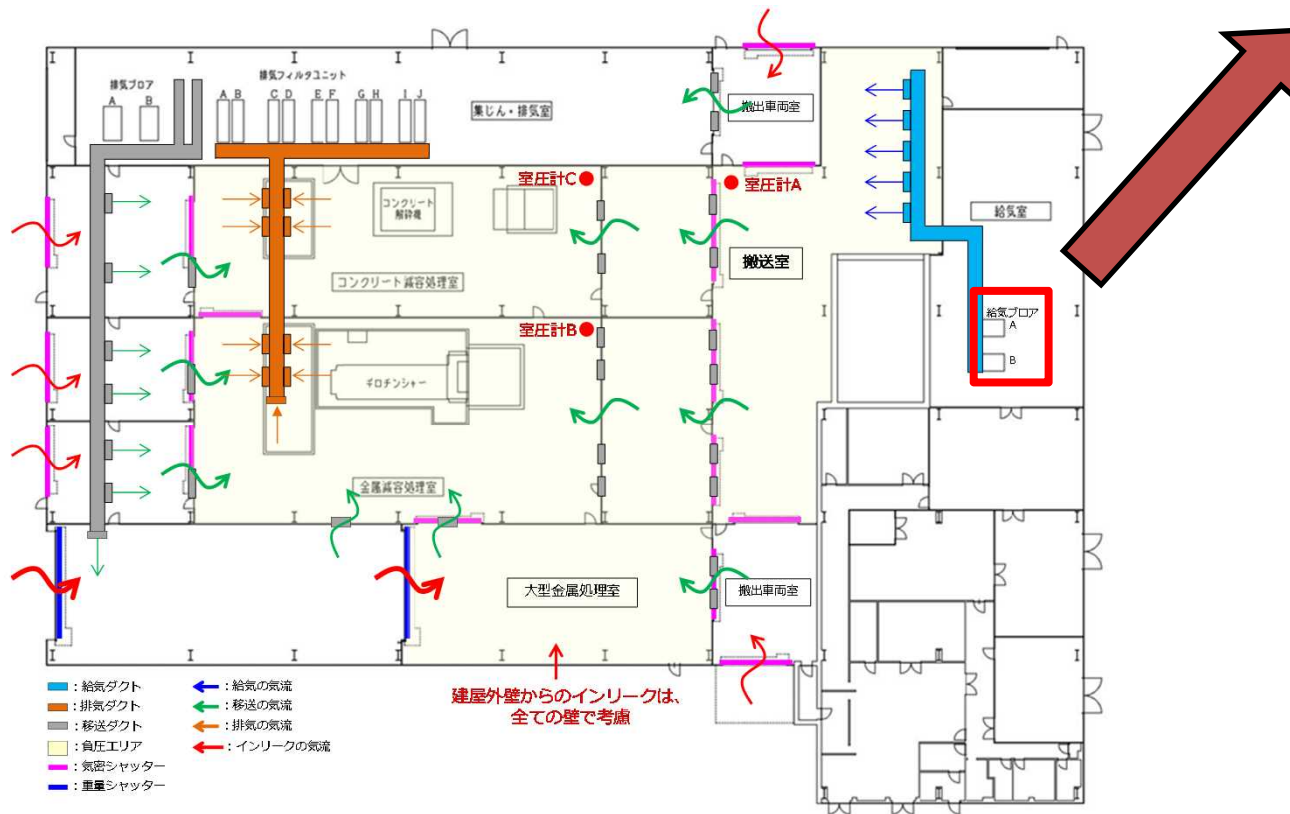 排気ブロア
A B
排気フィルタユニット
A B C D E F G H I J
集じん・排気室
搬出車両室
室圧計C
室圧計A
コンクリート
解砕機
給気室
搬送室
コンクリート減容処理室
室圧計B
給気ブロア
A
B
ギロチンシャー
金属減容処理室
大型金属処理室
搬出車両室
建屋外壁からのインリークは、
全ての壁で考慮
:給気ダクト
:排気ダクト
:移送ダクト
:負圧エリア
:気密シャッター
:重量シャッター
:給気の気流
:移送の気流
:排気の気流
:インリークの気流